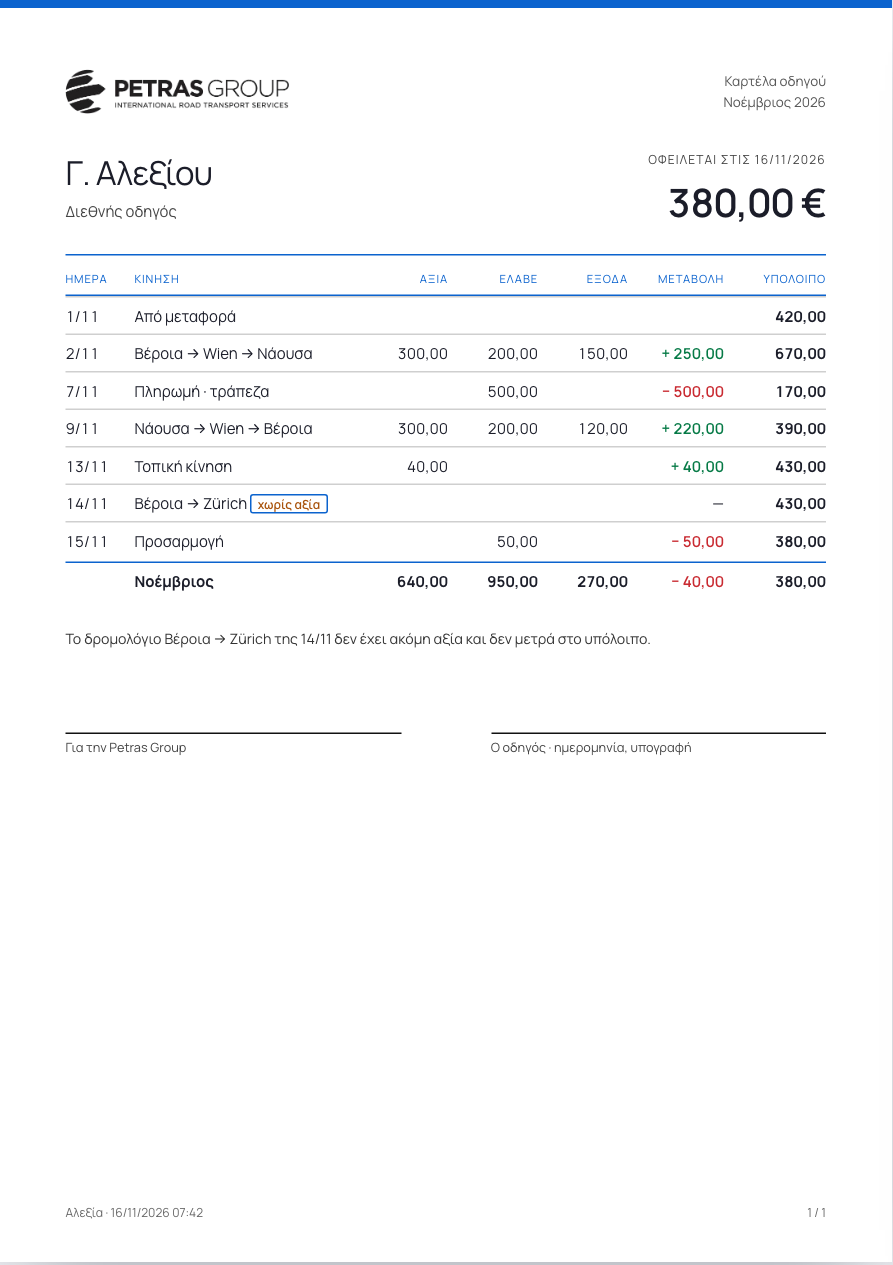 PETRAS GROUP
INTERNATIONAL ROAD TRANSPORT SERVICES
Καρτέλα οδηγού
Νοέμβριος 2026
Γ. Αλεξίου
Διεθνής οδηγός
ΟΦΕΙΛΕΤΑΙ ΣΤΙΣ 16/11/2026
380,00 €
ΗΜΕΡΑ ΚΙΝΗΣΗ ΑΞΙΑ ΕΛΑΒΕ ΕΞΟΔΑ ΜΕΤΑΒΟΛΗ ΥΠΟΛΟΙΠΟ
1/11 Από μεταφορά 420,00
2/11 Βέροια → Wien → Νάουσα 300,00 200,00 150,00 + 250,00 670,00
7/11 Πληρωμή · τράπεζα 500,00 − 500,00 170,00
9/11 Νάουσα → Wien → Βέροια 300,00 200,00 120,00 + 220,00 390,00
13/11 Τοπική κίνηση 40,00 + 40,00 430,00
14/11 Βέροια → Zürich χωρίς αξία — 430,00
15/11 Προσαρμογή 50,00 − 50,00 380,00
Νοέμβριος 640,00 950,00 270,00 − 40,00 380,00
Το δρομολόγιο Βέροια → Zürich της 14/11 δεν έχει ακόμη αξία και δεν μετρά στο υπόλοιπο.
Για την Petras Group
Ο οδηγός · ημερομηνία, υπογραφή
Αλεξία · 16/11/2026 07:42
1 / 1